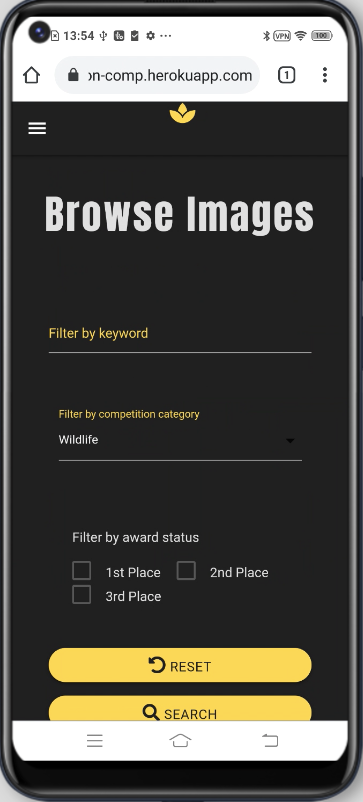 13:54
VPN
100
on-comp.herokuapp.com
1
Browse Images
Filter by keyword
Filter by competition category
Wildlife
Filter by award status
1st Place 2nd Place
3rd Place
RESET
SEARCH